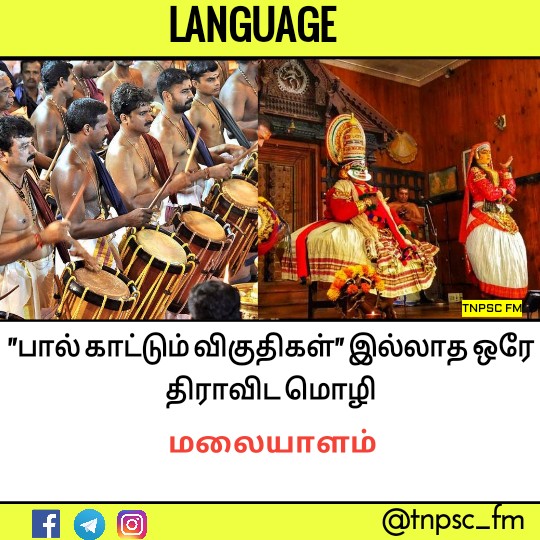 LANGUAGE
TNPSC FM
"பால் காட்டும் விகுதிகள்" இல்லாத ஒரே
திராவிட மொழி
மலையாளம்
@tnpsc_fm